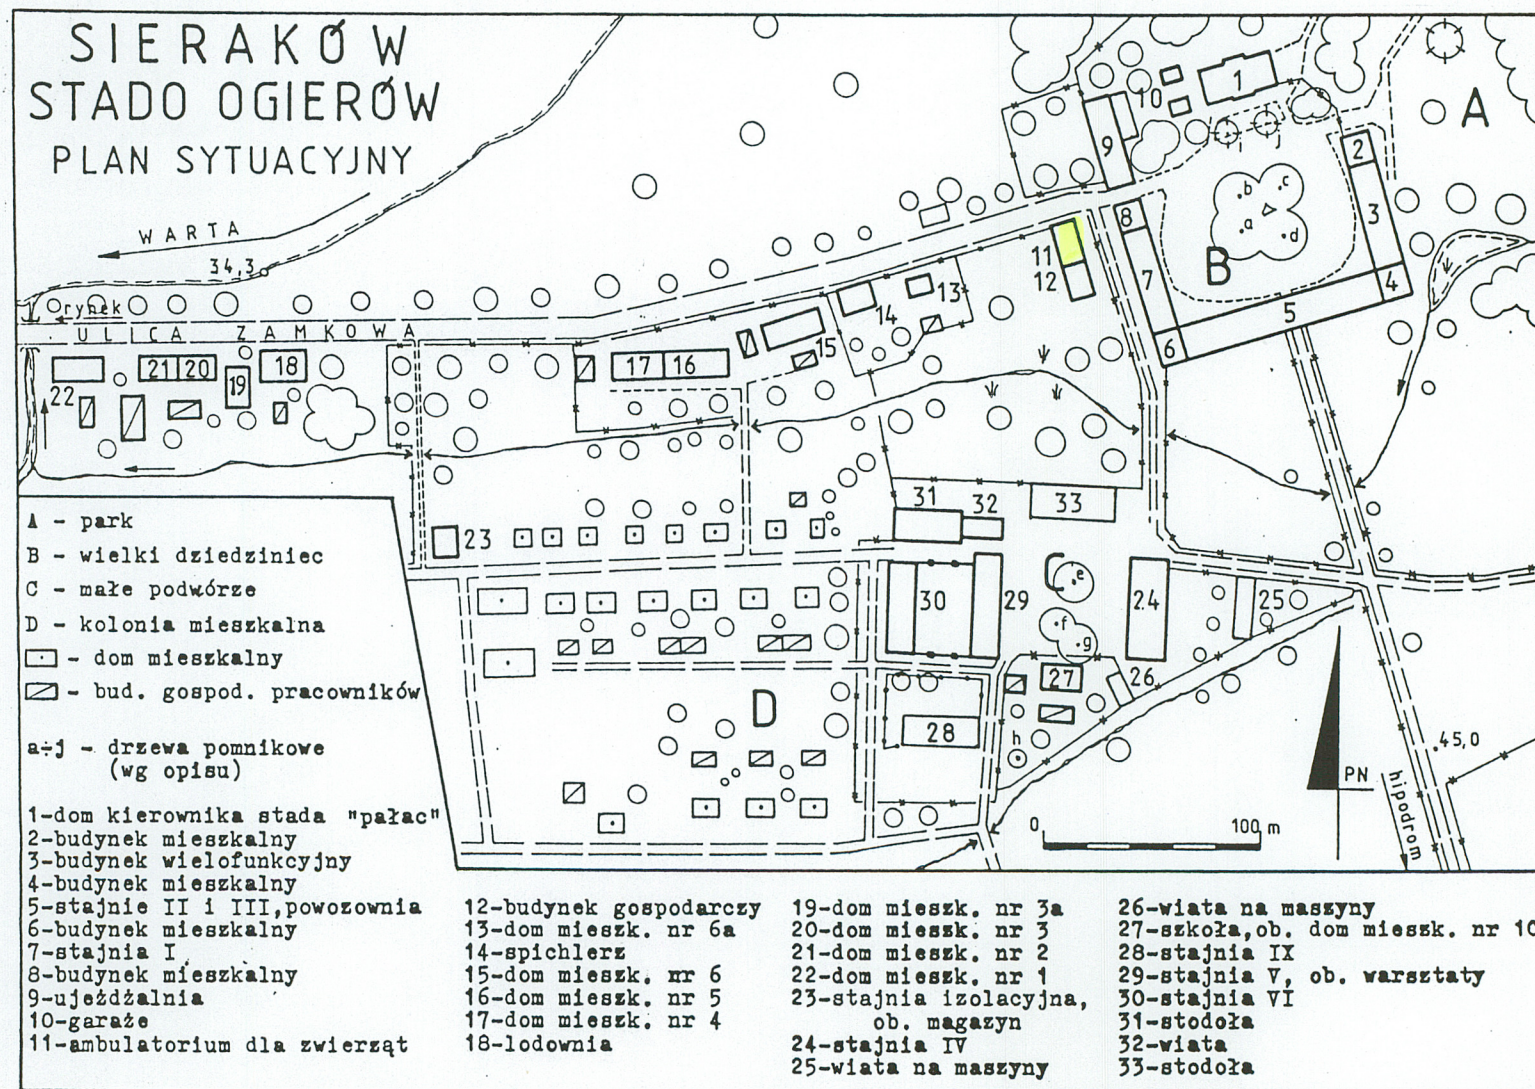 SIERAKÓW
STADO OGIERÓW
PLAN SYTUACYJNY
WARTA
34,3
rynek
ULICA ZAMKOWA
1
10
9
A
2
i
j
b
c
a
d
3
8
B
7
11
12
4
5
6
13
14
15
17
16
18
19
21
20
22
23
31
32
33
30
29
e
f
g
24
25
26
27
28
h
D
45,0
PN
hipodrom
0 100 m
A - park
B - wielki dziedziniec
C - małe podwórze
D - kolonia mieszkalna
- dom mieszkalny
- bud. gospod. pracowników
a÷j - drzewa pomnikowe
(wg opisu)
1-dom kierownika stada "pałac"
2-budynek mieszkalny
3-budynek wielofunkcyjny
4-budynek mieszkalny
5-stajnie II i III,powozownia
6-budynek mieszkalny
7-stajnia I
8-budynek mieszkalny
9-ujeżdżalnia
10-garaże
11-ambulatorium dla zwierząt
12-budynek gospodarczy
13-dom mieszk. nr 6a
14-spichlerz
15-dom mieszk. nr 6
16-dom mieszk. nr 5
17-dom mieszk. nr 4
18-lodownia
19-dom mieszk. nr 3a
20-dom mieszk. nr 3
21-dom mieszk. nr 2
22-dom mieszk. nr 1
23-stajnia izolacyjna,
ob. magazyn
24-stajnia IV
25-wiata na maszyny
26-wiata na maszyny
27-szkoła,ob. dom mieszk. nr 10
28-stajnia IX
29-stajnia V, ob. warsztaty
30-stajnia VI
31-stodoła
32-wiata
33-stodoła